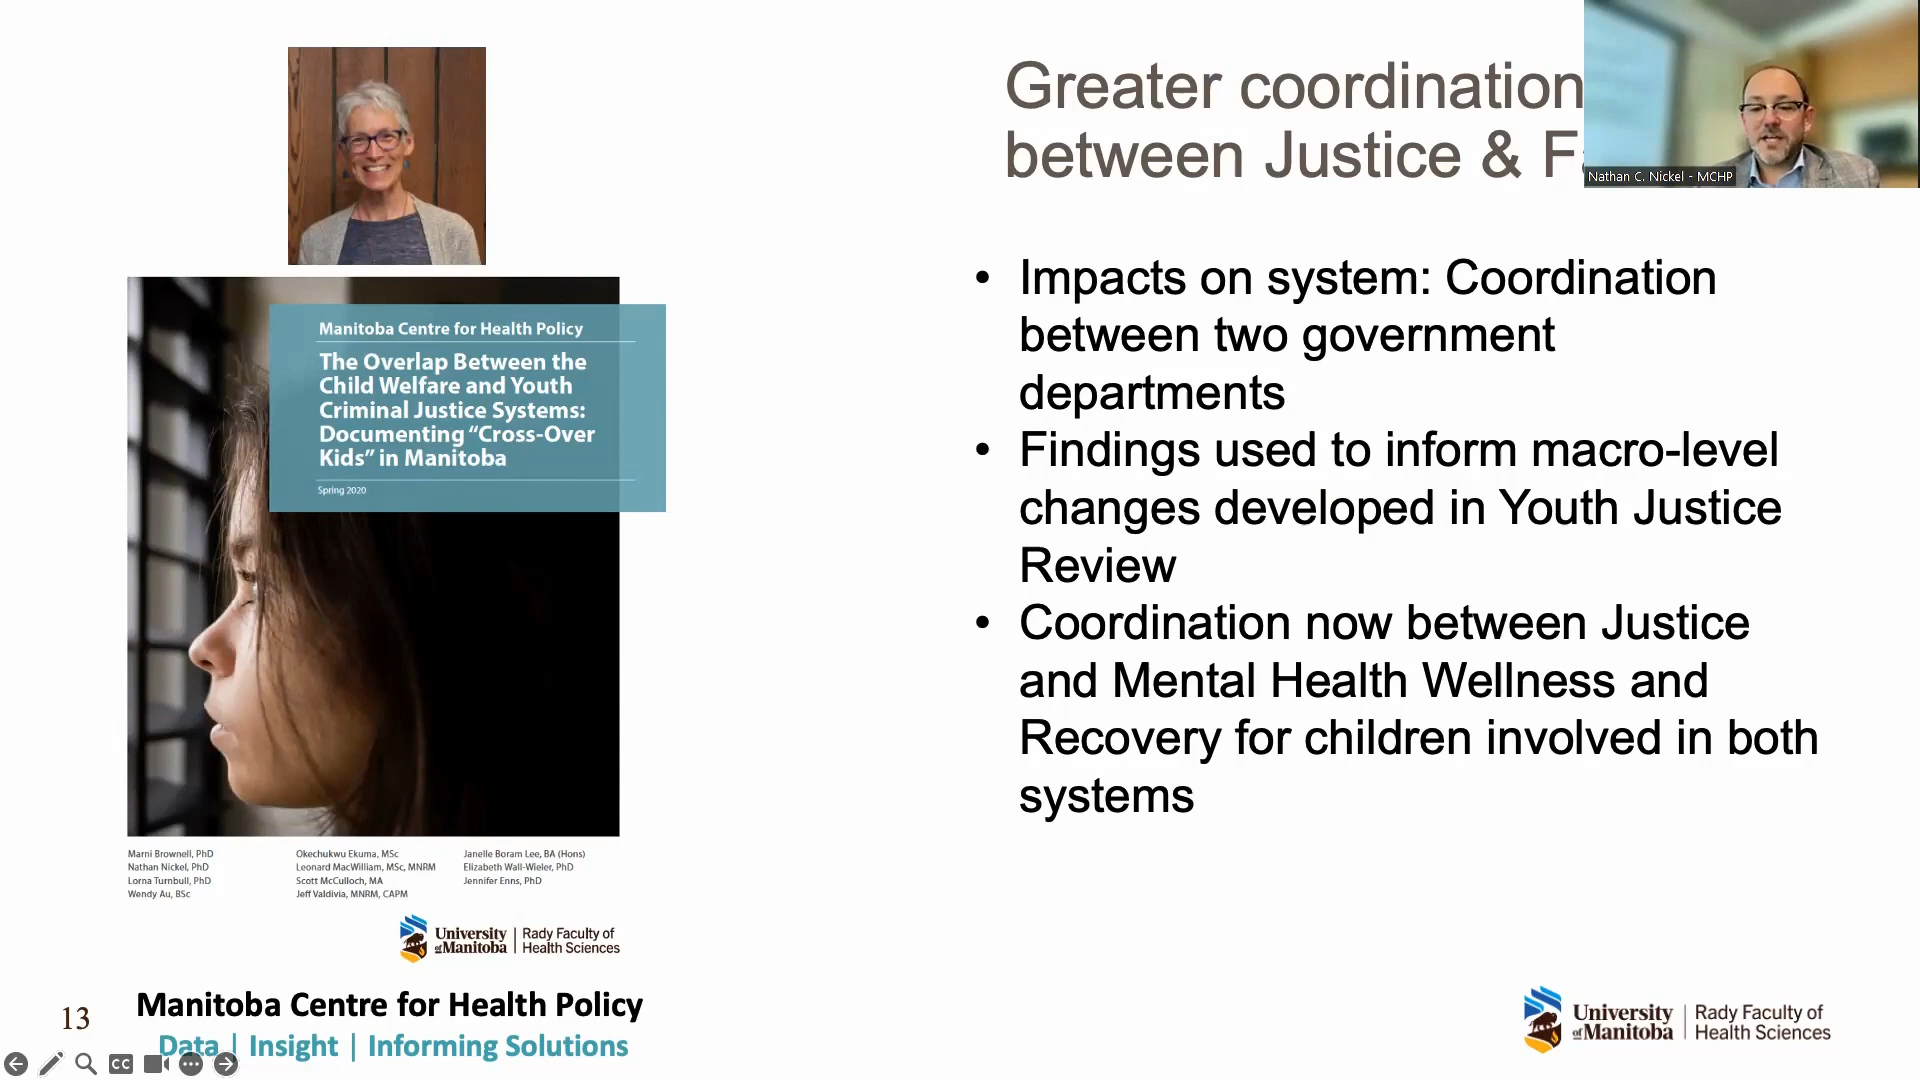 Greater coordination
between Justice & F
Nathan C. Nickel - MCHP
Manitoba Centre for Health Policy
The Overlap Between the
Child Welfare and Youth
Criminal Justice Systems:
Documenting “Cross-Over
Kids” in Manitoba
Spring 2020
Marni Brownell, PhD
Nathan Nickel, PhD
Lorna Turnbull, PhD
Wendy Au, BSc
Okechukwu Ekuma, MSc
Leonard MacWilliam, MSc, MNRM
Scott McCulloch, MA
Jeff Valdivia, MNRM, CAPM
Janelle Boram Lee, BA (Hons)
Elizabeth Wall-Wieler, PhD
Jennifer Enns, PhD
University
of Manitoba
Rady Faculty of
Health Sciences
• Impacts on system: Coordination
between two government
departments
• Findings used to inform macro-level
changes developed in Youth Justice
Review
• Coordination now between Justice
and Mental Health Wellness and
Recovery for children involved in both
systems
13
Manitoba Centre for Health Policy
Data | Insight | Informing Solutions
CC
University
of Manitoba
Rady Faculty of
Health Sciences